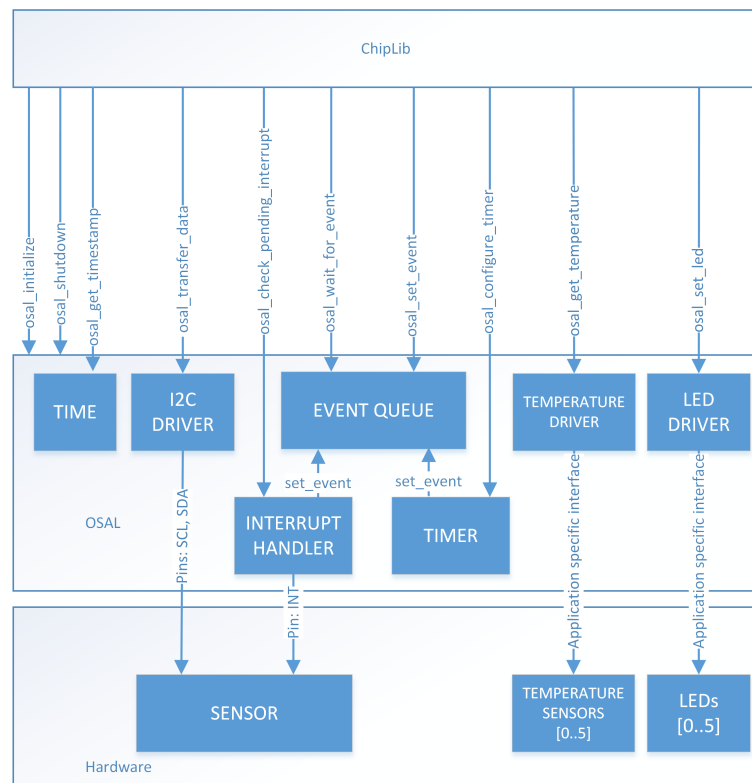 ChipLib
osal_initialize
osal_shutdown
osal_get_timestamp
osal_transfer_data
osal_check_pending_interrupt
osal_wait_for_event
osal_set_event
osal_configure_timer
osal_get_temperature
osal_set_led
TIME
I2C
DRIVER
EVENT QUEUE
TEMPERATURE
DRIVER
LED
DRIVER
set_event
set_event
OSAL
INTERRUPT
HANDLER
TIMER
Pins: SCL, SDA
Pin: INT
Application specific interface
Application specific interface
SENSOR
TEMPERATURE
SENSORS
[0..5]
LEDs
[0..5]
Hardware